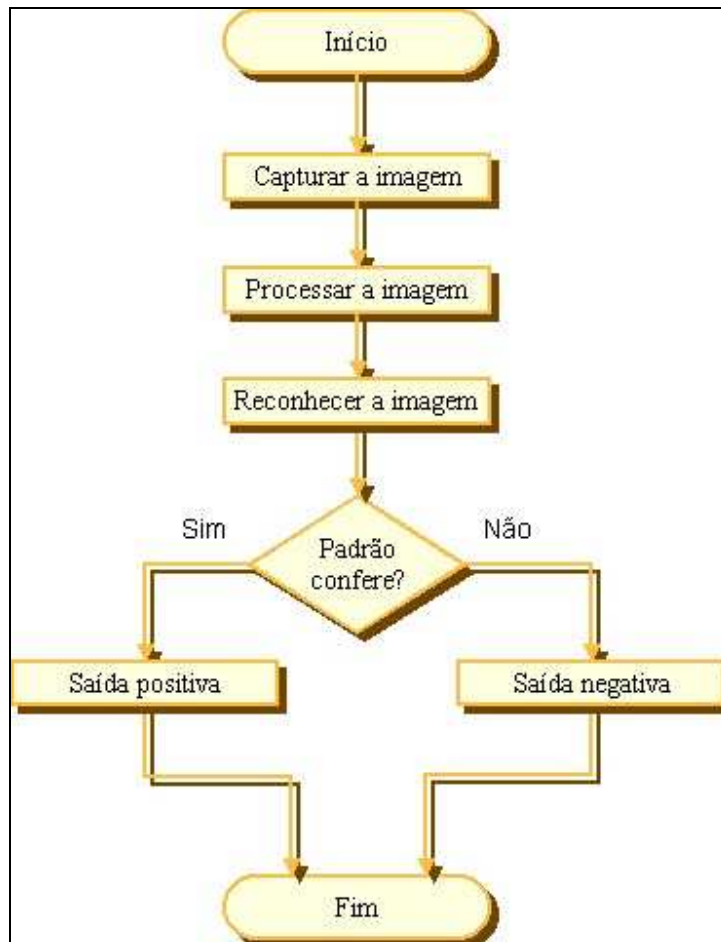 Início
Capturar a imagem
Processar a imagem
Reconhecer a imagem
Sim
Não
Padrão
confere?
Saída positiva
Saída negativa
Fim